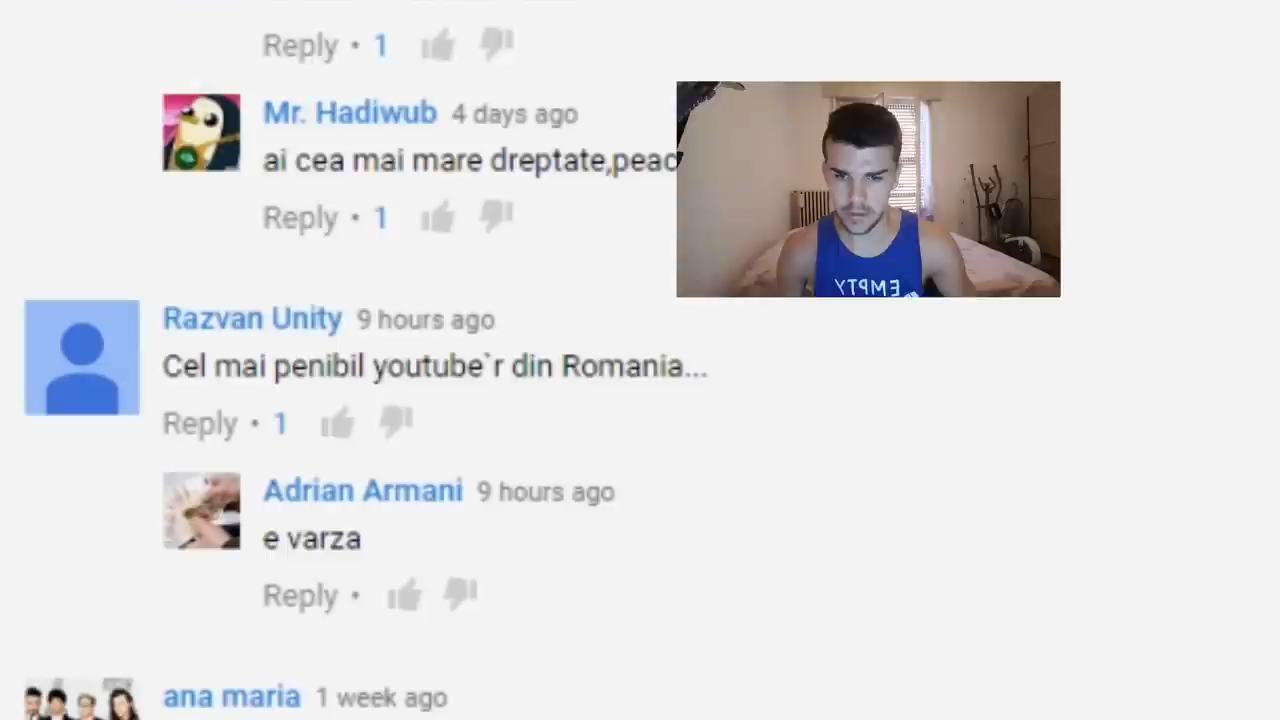 Reply • 1
Mr. Hadiwub 4 days ago
ai cea mai mare dreptate,peac
Reply • 1
EMPTY
Razvan Unity 9 hours ago
Cel mai penibil youtube`r din Romania...
Reply • 1
Adrian Armani 9 hours ago
e varza
Reply •
ana maria 1 week ago